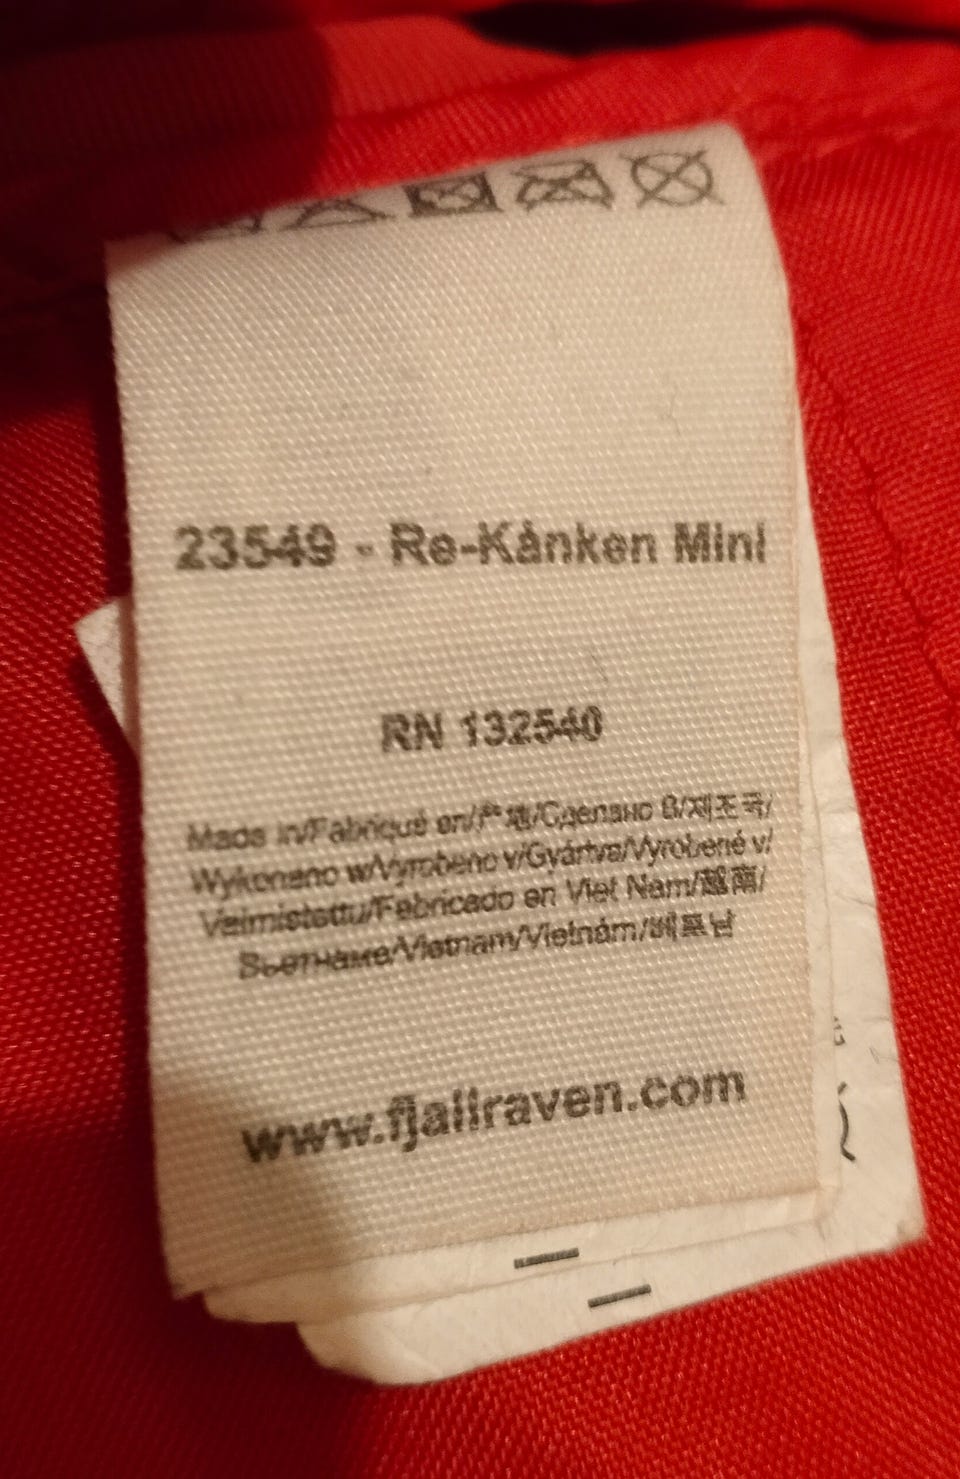 23549 - Re-Kånken Mini
RN 132540
Made in/Fabriqué en/产地/Сделано В/제조국/
Wykonano w/Vyrobeno v/Gyártva/Vyrobené v/
Valmistettu/Fabricado en Viet Nam/越南/
Вьетнаме/Vietnam/Vietnám/베트남
www.fjallraven.com